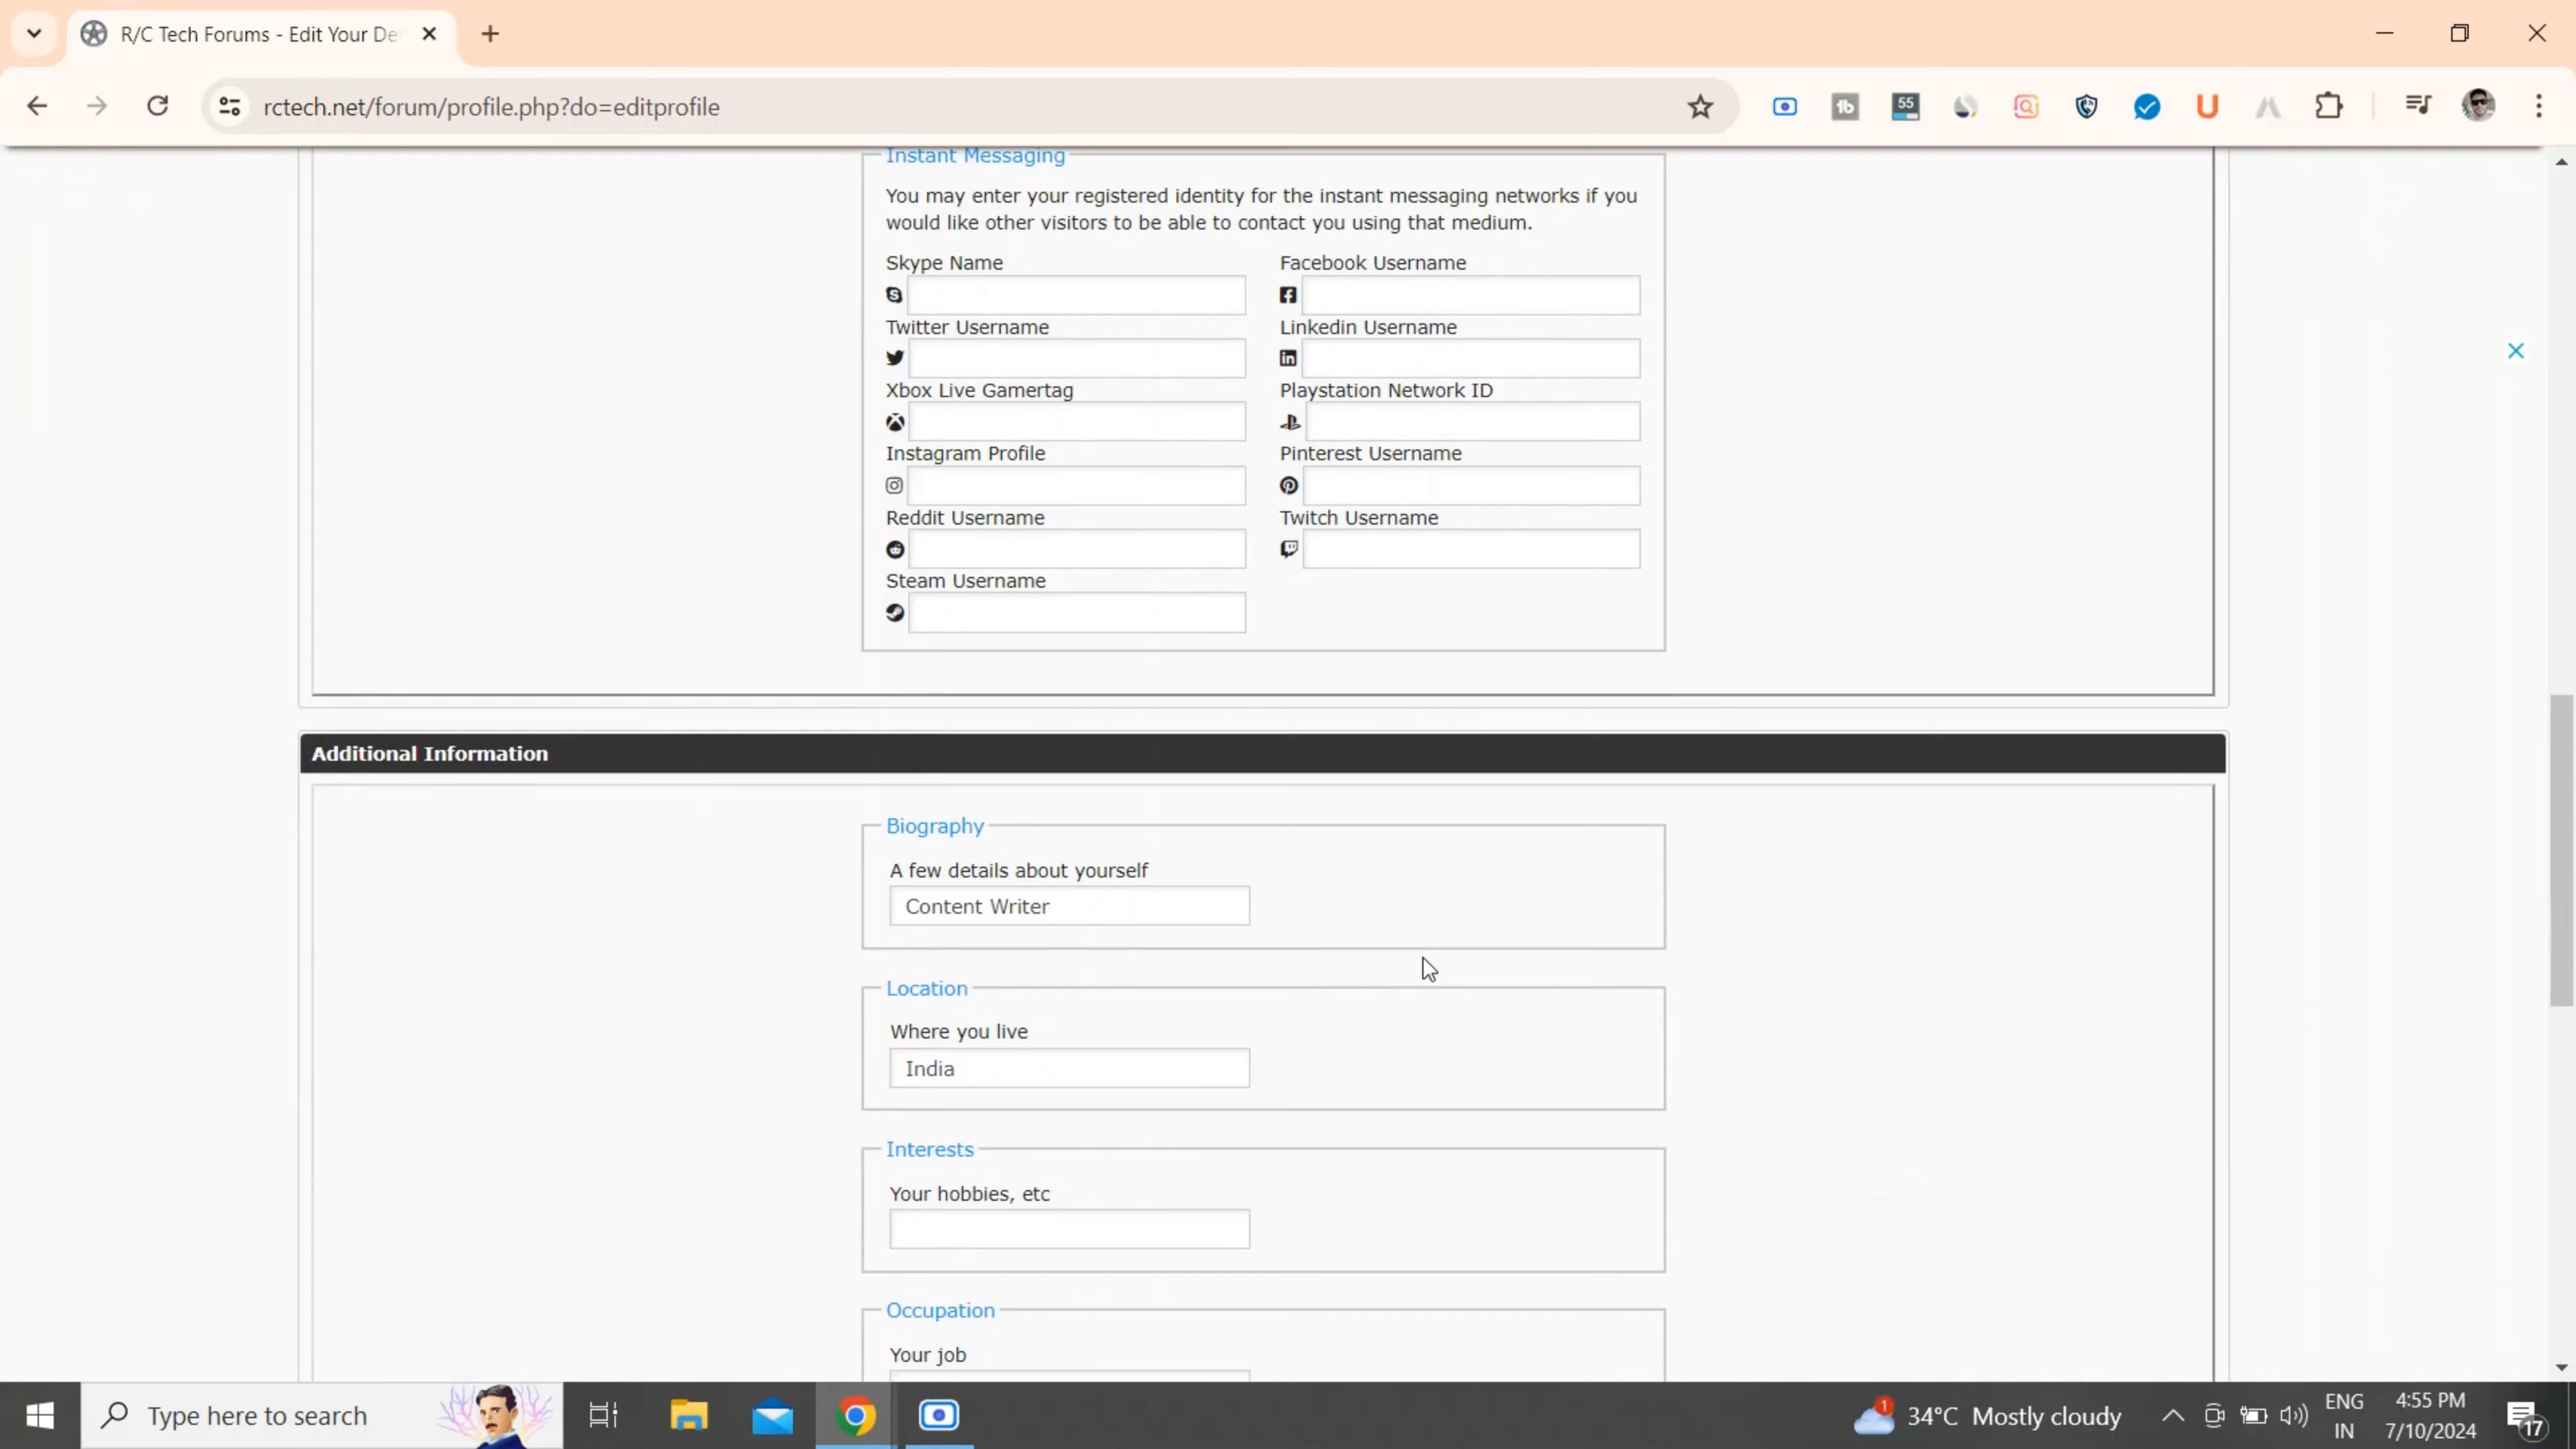 R/C Tech Forums - Edit Your De
rctech.net/forum/profile.php?do=editprofile
55
Instant Messaging
You may enter your registered identity for the instant messaging networks if you
would like other visitors to be able to contact you using that medium.
Skype Name
Facebook Username
Twitter Username
Linkedin Username
Xbox Live Gamertag
Playstation Network ID
Instagram Profile
Pinterest Username
Reddit Username
Twitch Username
Steam Username
Additional Information
Biography
A few details about yourself
Content Writer
Location
Where you live
India
Interests
Your hobbies, etc
Occupation
Your job
Type here to search
1
34°C Mostly cloudy
ENG
IN
4:55 PM
7/10/2024
17